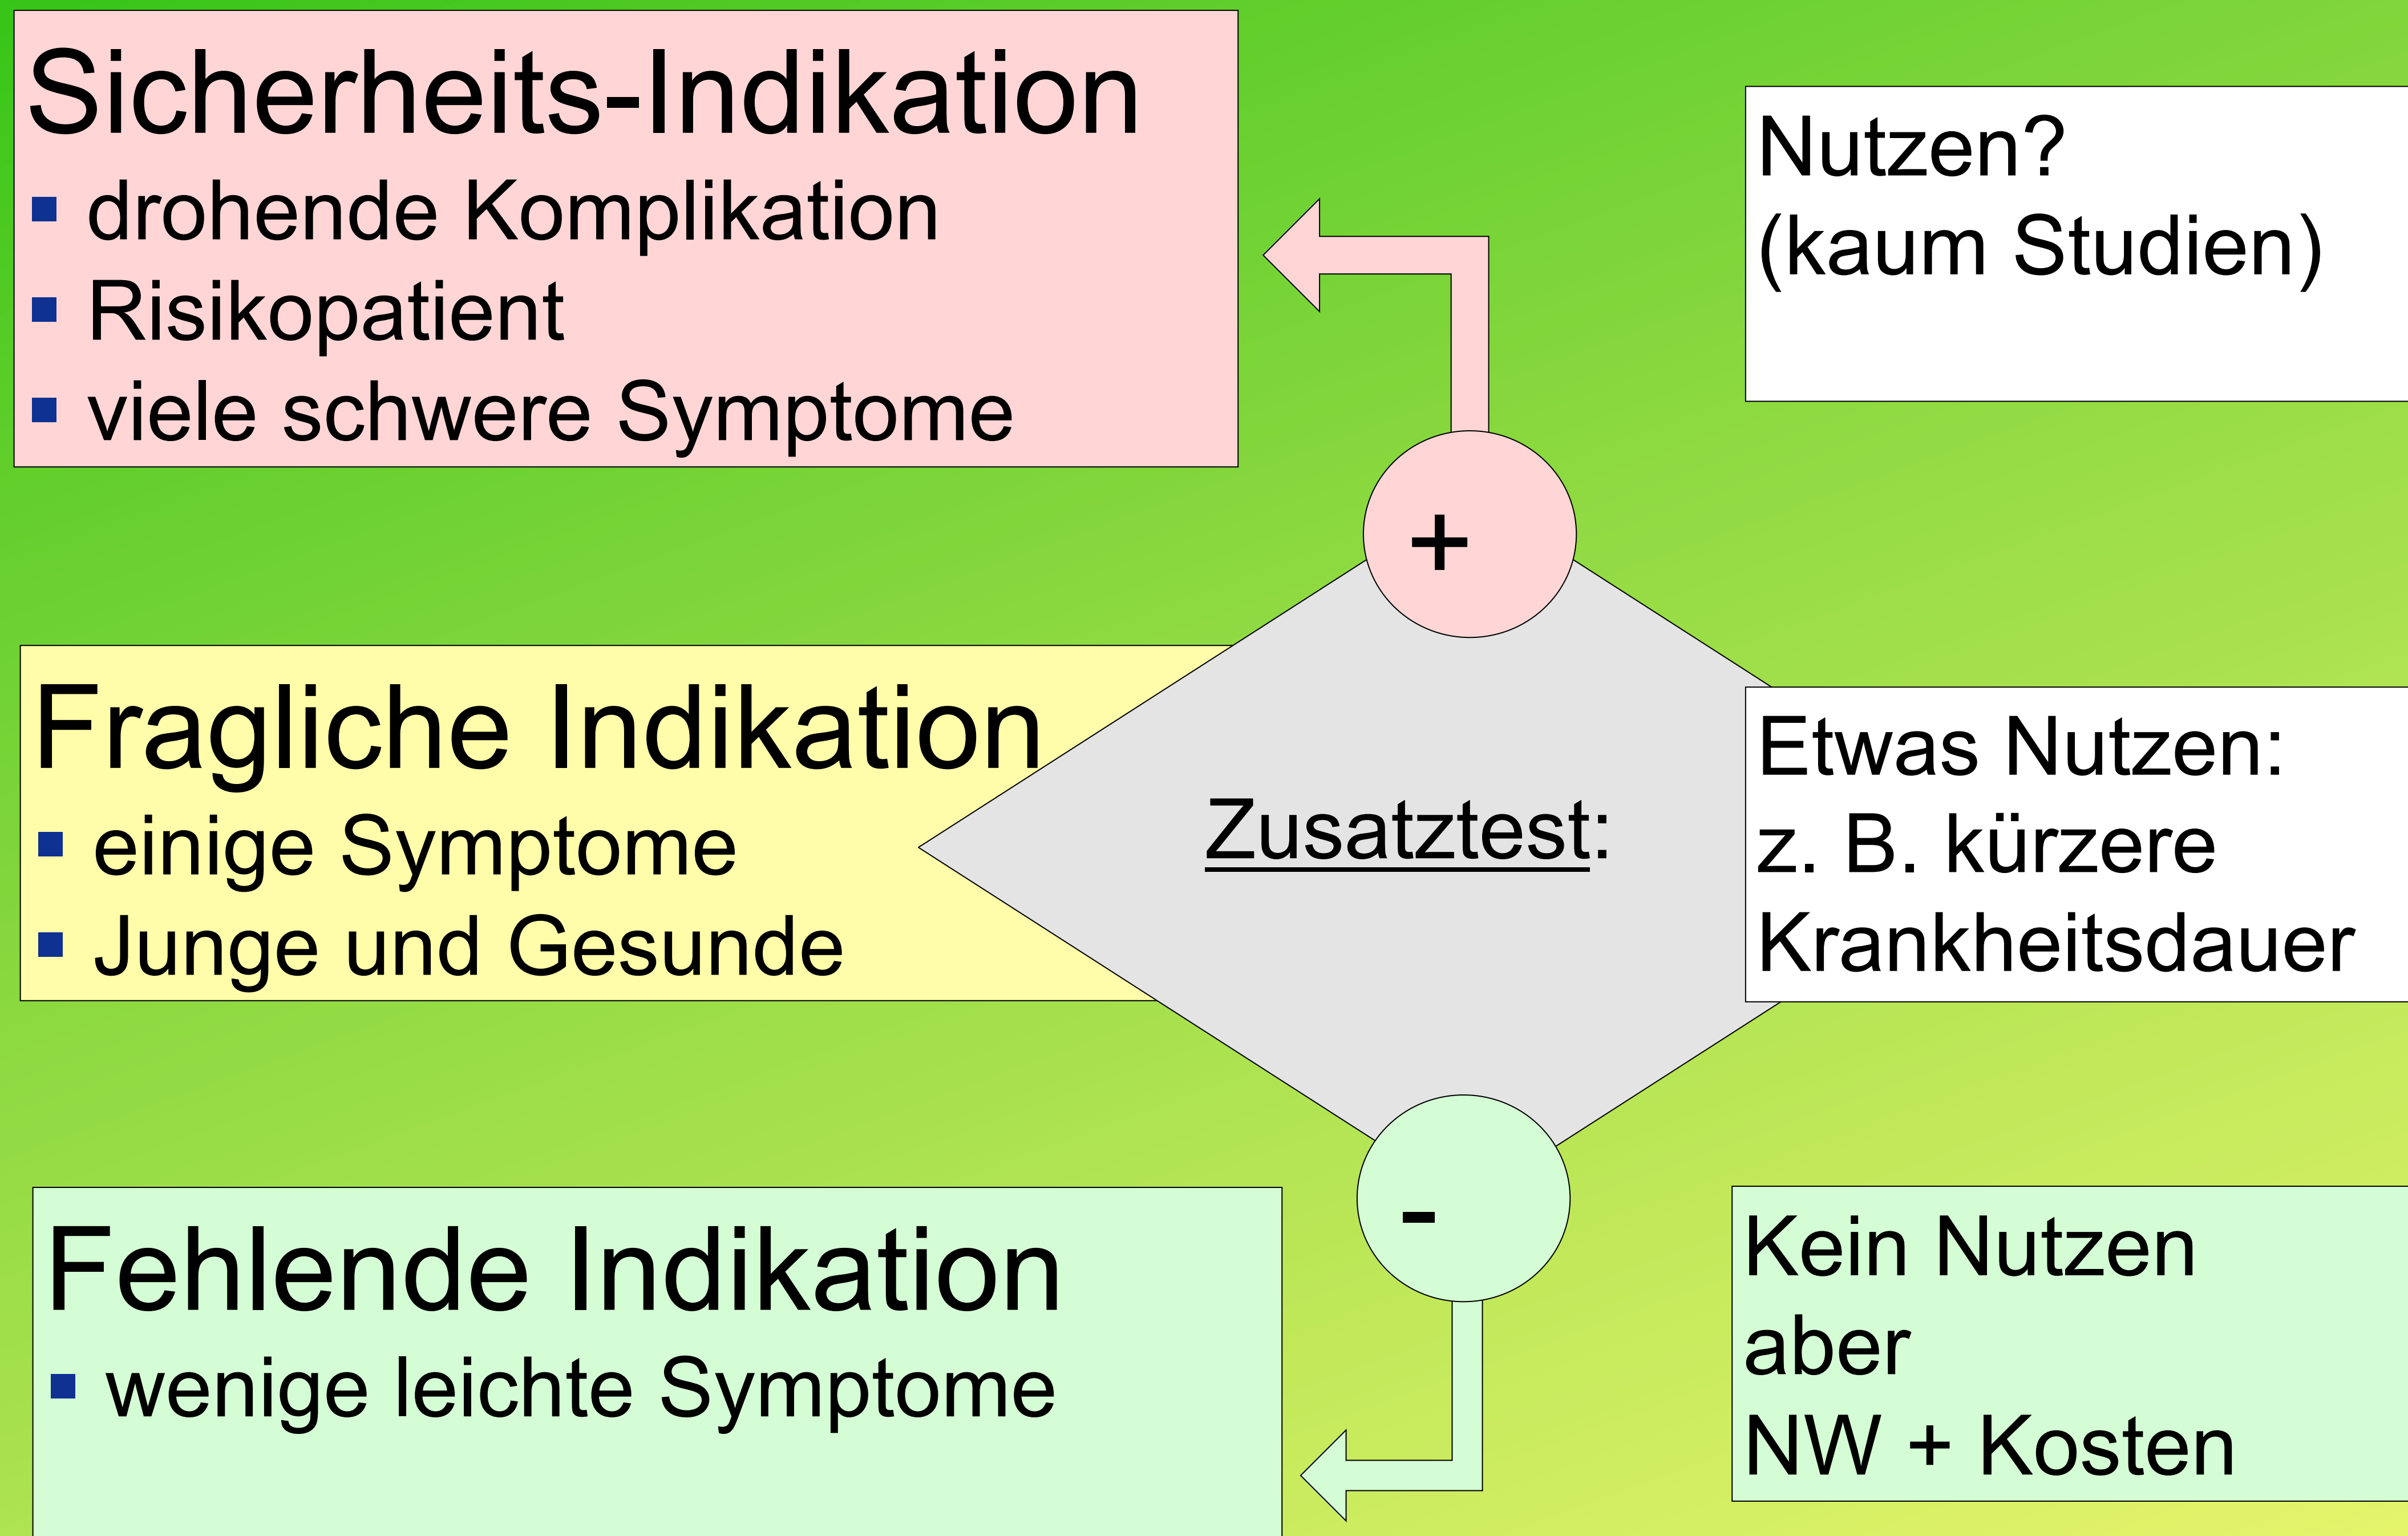 Sicherheits-Indikation
▪ drohende Komplikation
▪ Risikopatient
▪ viele schwere Symptome
Nutzen?
(kaum Studien)
+
Fragliche Indikation
▪ einige Symptome
▪ Junge und Gesunde
Zusatztest:
Etwas Nutzen:
z. B. kürzere
Krankheitsdauer
-
Fehlende Indikation
▪ wenige leichte Symptome
Kein Nutzen
aber
NW + Kosten